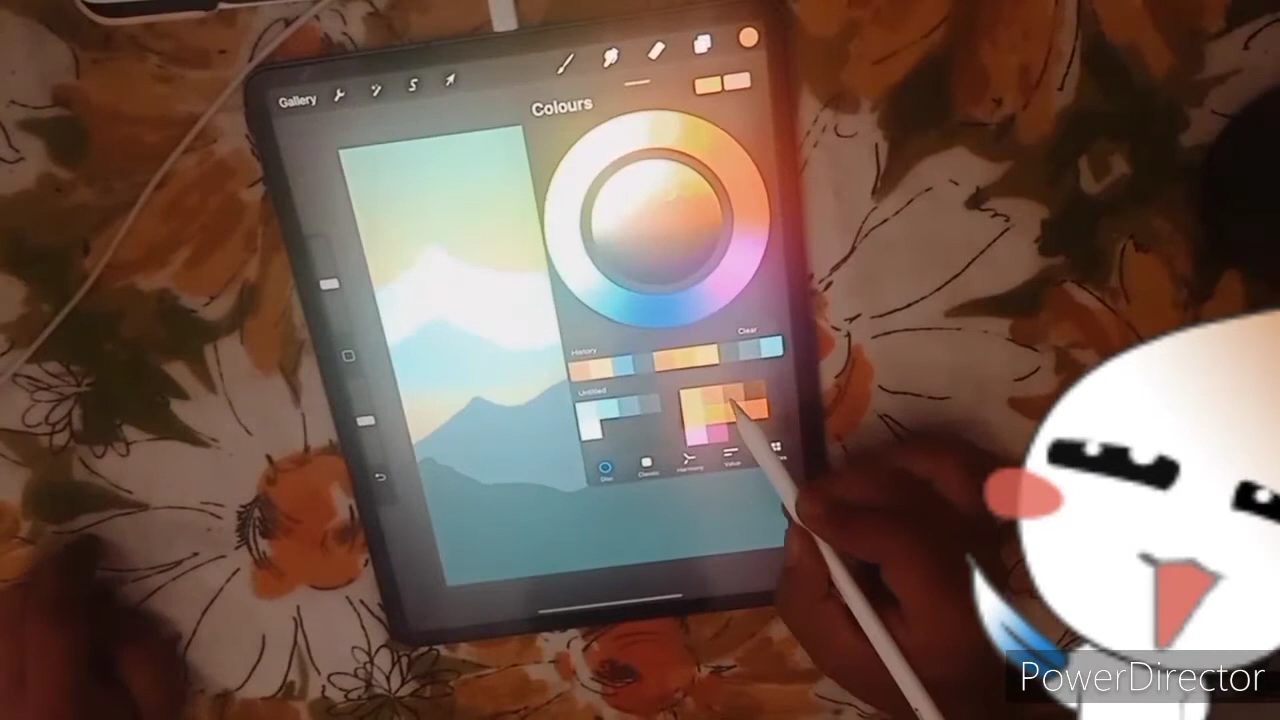 Gallery
Colours
Clear
History
Untitled
Disc
Classic
Harmony
Value
PowerDirector